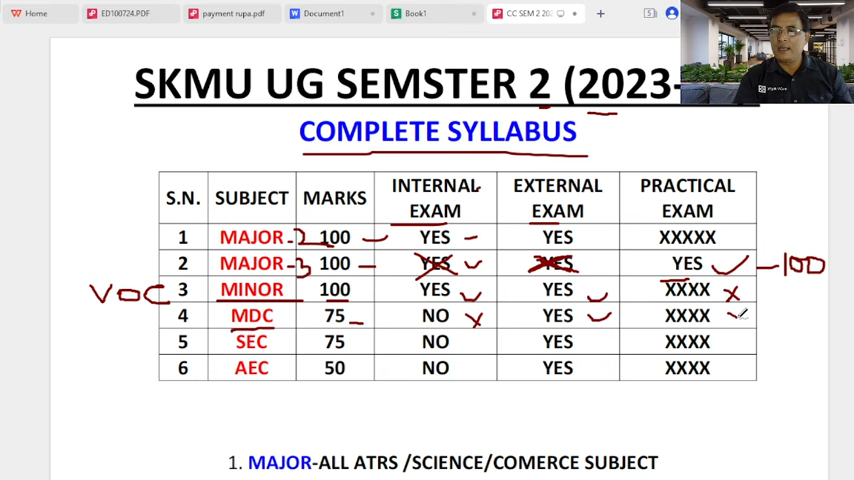 Home ED100724.PDF payment rupa.pdf Document1 Book1 CC SEM 2 202
SKMU UG SEMSTER 2 (2023-
COMPLETE SYLLABUS
S.N. SUBJECT MARKS INTERNAL EXAM EXTERNAL EXAM PRACTICAL EXAM
1 MAJOR-2 100 YES YES XXXXX
2 MAJOR-3 100 YES YES YES -100
VOC 3 MINOR 100 YES YES XXXX X
4 MDC 75 NO X YES XXXX
5 SEC 75 NO YES XXXX
6 AEC 50 NO YES XXXX
1. MAJOR-ALL ATRS /SCIENCE/COMERCE SUBJECT